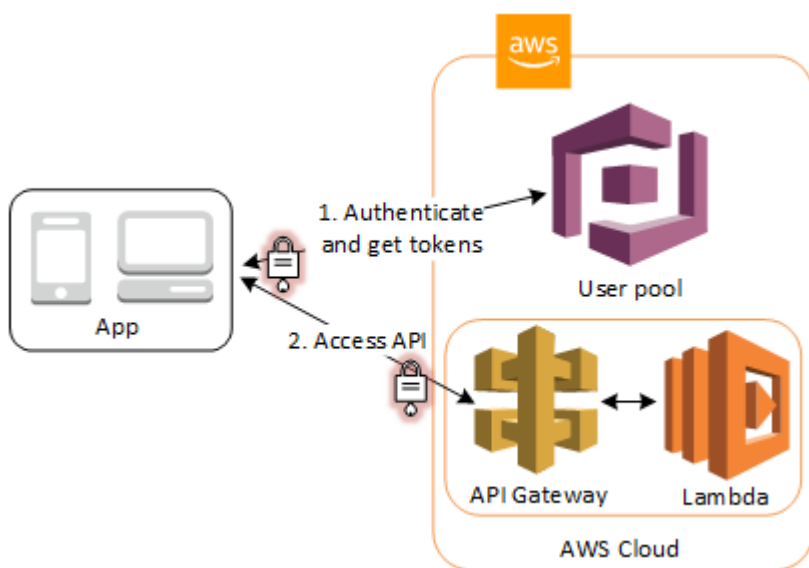 aws
1. Authenticate
and get tokens
User pool
App
2. Access API
API Gateway
Lambda
AWS Cloud